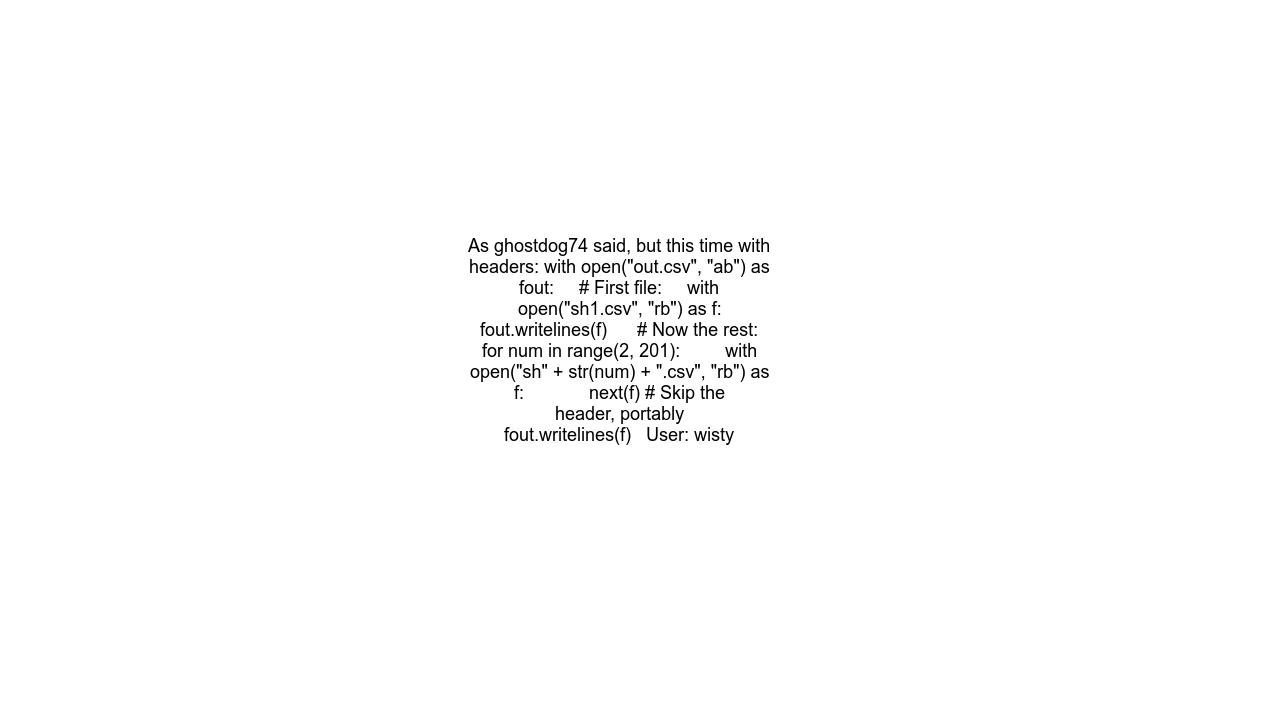 As ghostdog74 said, but this time with
headers: with open("out.csv", "ab") as
fout:     # First file:     with
open("sh1.csv", "rb") as f:
fout.writelines(f)      # Now the rest:
for num in range(2, 201):         with
open("sh" + str(num) + ".csv", "rb") as
f:             next(f) # Skip the
header, portably
fout.writelines(f)   User: wisty